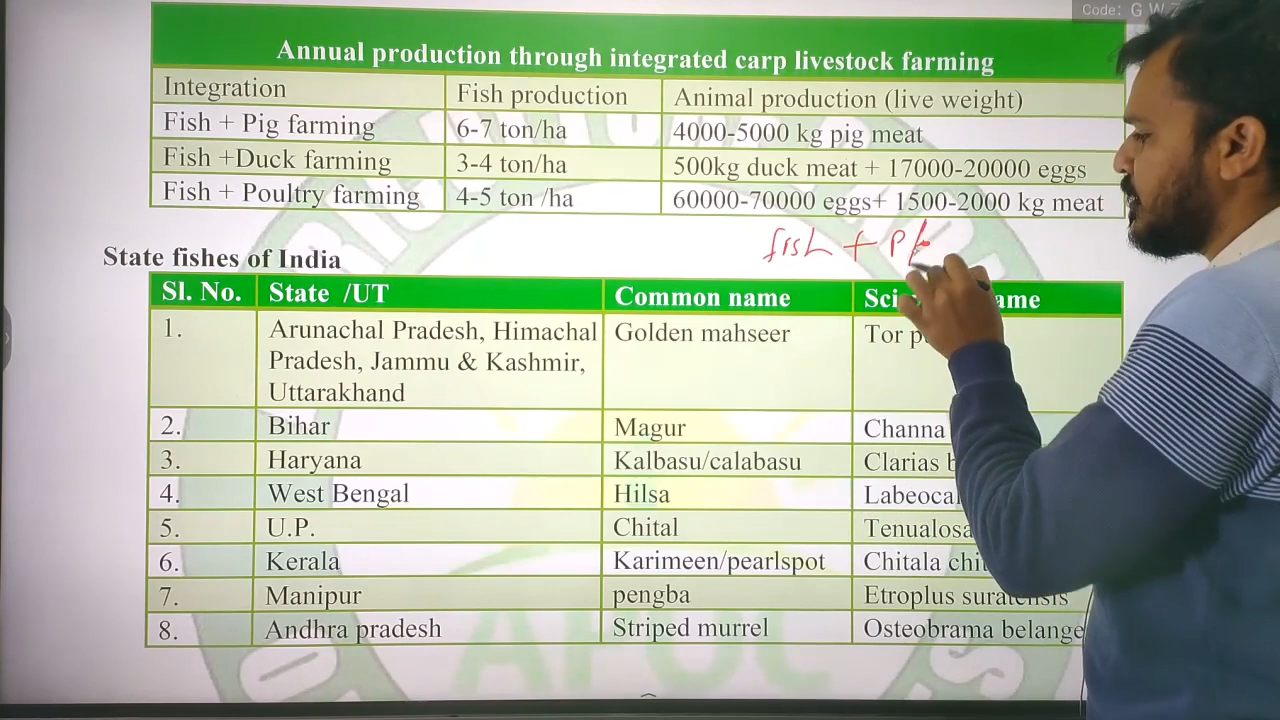 Code: G W
Annual production through integrated carp livestock farming
Integration Fish production Animal production (live weight)
Fish + Pig farming 6-7 ton/ha 4000-5000 kg pig meat
Fish +Duck farming 3-4 ton/ha 500kg duck meat + 17000-20000 eggs
Fish + Poultry farming 4-5 ton /ha 60000-70000 eggs+ 1500-2000 kg meat
fish + P
State fishes of India
Sl. No. State /UT Common name
1. Arunachal Pradesh, Himachal Golden mahseer Tor
Pradesh, Jammu & Kashmir,
Uttarakhand
2. Bihar Magur Channa
3. Haryana Kalbasu/calabasu Clarias
4. West Bengal Hilsa
5. U.P. Chital Tenualosa
6. Kerala Karimeen/pearlspot Chitala
7. Manipur pengba Etroplus suratensis
8. Andhra pradesh Striped murrel Osteobrama belange